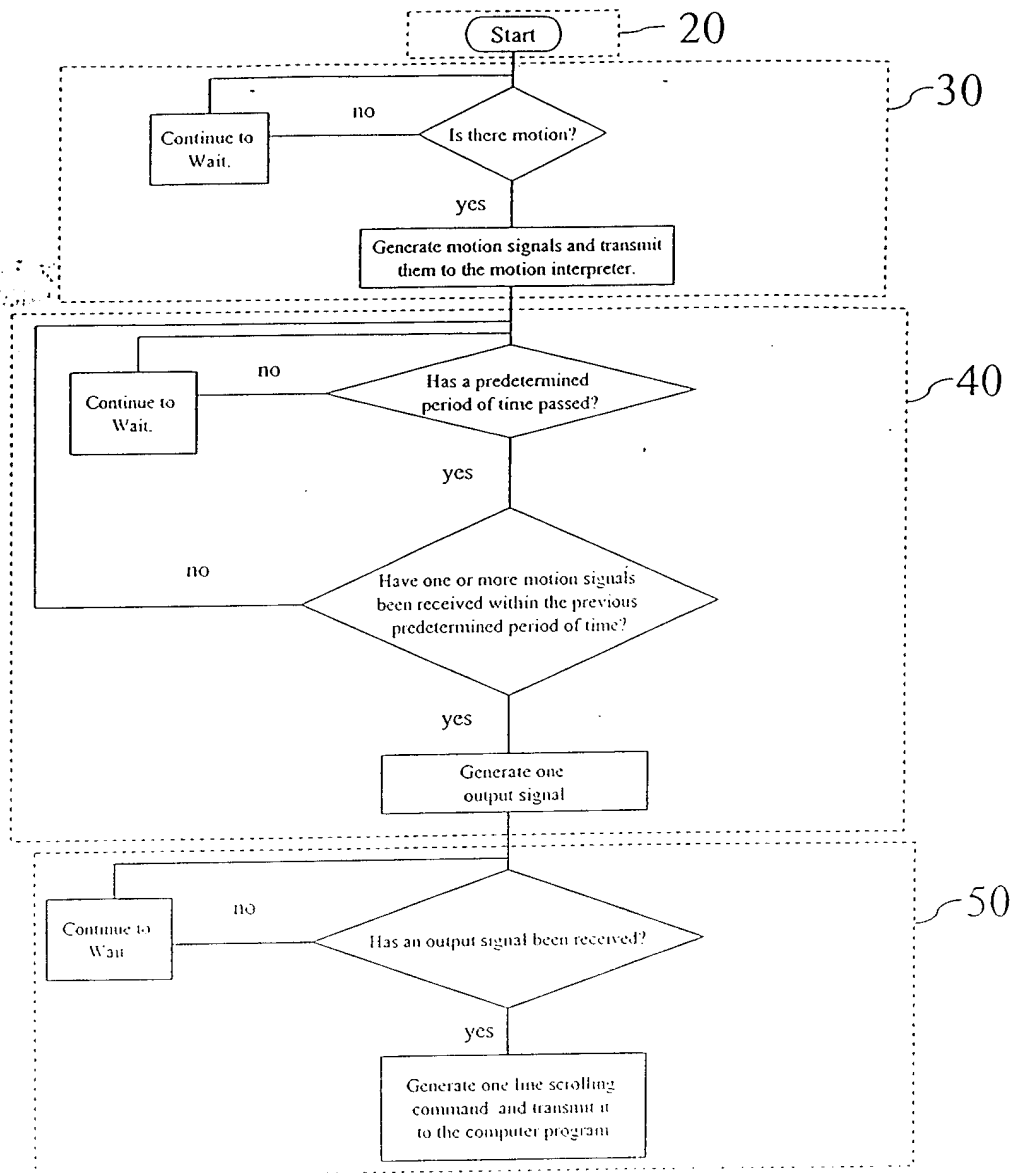 Start
20
30
no
Is there motion?
Continue to
Wait.
yes
Generate motion signals and transmit
them to the motion interpreter.
40
no
Has a predetermined
period of time passed?
Continue to
Wait.
yes
no
Have one or more motion signals
been received within the previous
predetermined period of time?
yes
Generate one
output signal
50
no
Continue to
Wait
Has an output signal been received?
yes
Generate one line scrolling
command and transmit it
to the computer program